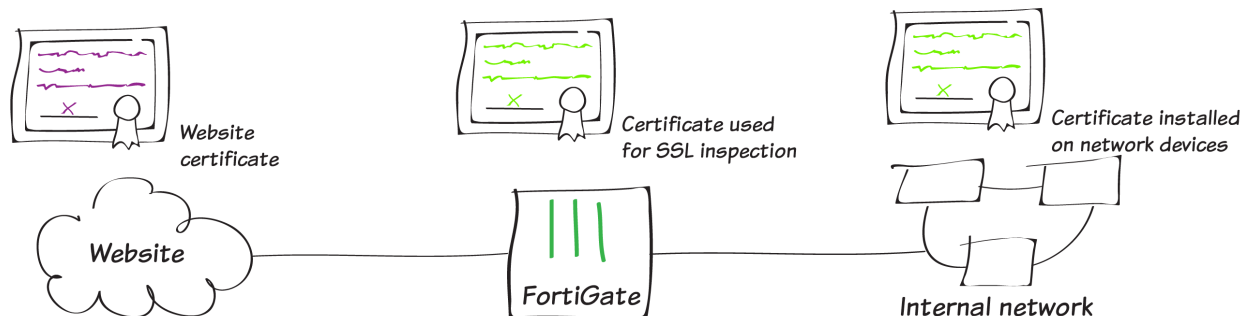 Website
certificate
Certificate used
for SSL inspection
Certificate installed
on network devices
Website
FortiGate
Internal network